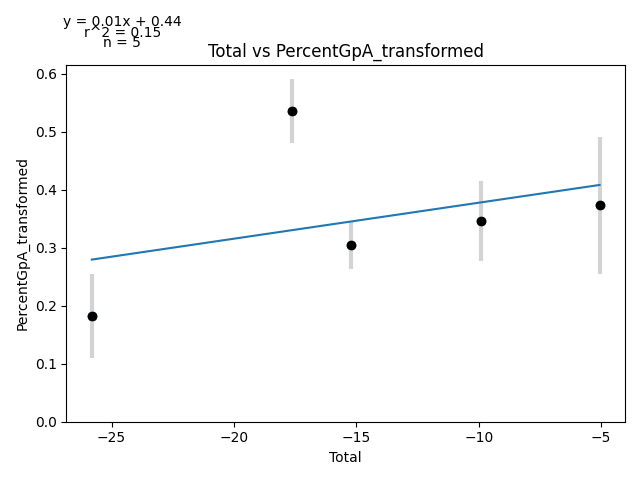 y = 0.01x + 0.44
r^2 = 0.15
n = 5
Total vs PercentGpA_transformed
PercentGpA_transformed
0.6
0.5
0.4
0.3
0.2
0.1
0.0
−25 −20 −15 −10 −5
Total